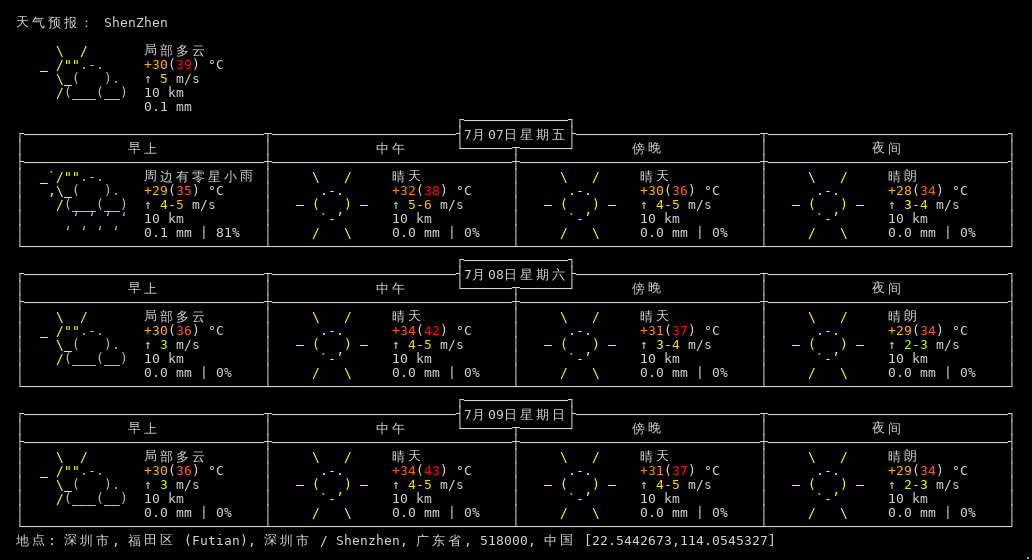 天气预报： ShenZhen
局部多云
+30(39) °C
↑ 5 m/s
10 km
0.1 mm
7月07日星期五
早上 中午 傍晚 夜间
周边有零星小雨 晴天 晴天 晴朗
+29(35) °C +32(38) °C +30(36) °C +28(34) °C
↑ 4-5 m/s ↑ 5-6 m/s ↑ 4-5 m/s ↑ 3-4 m/s
10 km 10 km 10 km 10 km
0.1 mm | 81% 0.0 mm | 0% 0.0 mm | 0% 0.0 mm | 0%
7月08日星期六
早上 中午 傍晚 夜间
局部多云 晴天 晴天 晴朗
+30(36) °C +34(42) °C +31(37) °C +29(34) °C
↑ 3 m/s ↑ 4-5 m/s ↑ 3-4 m/s ↑ 2-3 m/s
10 km 10 km 10 km 10 km
0.0 mm | 0% 0.0 mm | 0% 0.0 mm | 0% 0.0 mm | 0%
7月09日星期日
早上 中午 傍晚 夜间
局部多云 晴天 晴天 晴朗
+30(36) °C +34(43) °C +31(37) °C +29(34) °C
↑ 3 m/s ↑ 4-5 m/s ↑ 4-5 m/s ↑ 2-3 m/s
10 km 10 km 10 km 10 km
0.0 mm | 0% 0.0 mm | 0% 0.0 mm | 0% 0.0 mm | 0%
地点: 深圳市, 福田区 (Futian), 深圳市 / Shenzhen, 广东省, 518000, 中国 [22.5442673,114.0545327]